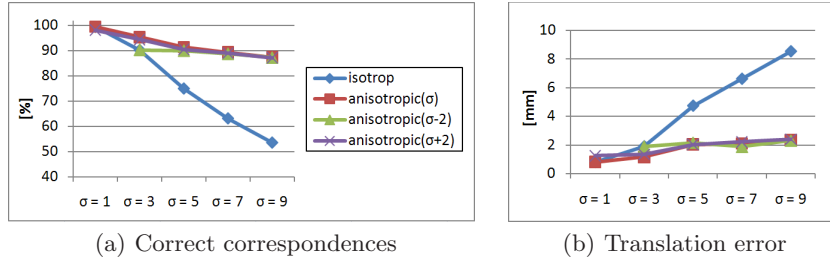 100
90
80
70
60
50
40
[%]
σ = 1 σ = 3 σ = 5 σ = 7 σ = 9
isotrop
anisotropic(σ)
anisotropic(σ-2)
anisotropic(σ+2)
(a) Correct correspondences
10
8
6
4
2
0
[mm]
σ = 1 σ = 3 σ = 5 σ = 7 σ = 9
(b) Translation error